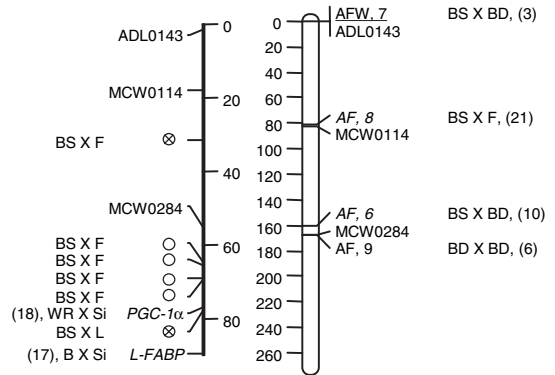 AFW, 7 BS X BD, (3)
ADL0143 0 0 ADL0143
20
40
MCW0114 60
20 80 AF, 8 BS X F, (21)
MCW0114
BS X F 100
40 120
140
MCW0284 160 AF, 6 BS X BD, (10)
MCW0284
BS X F 60 180 AF, 9 BD X BD, (6)
BS X F
BS X F 200
BS X F 220
(18), WR X Si PGC-1α
BS X L 80 240
(17), B X Si L-FABP 260